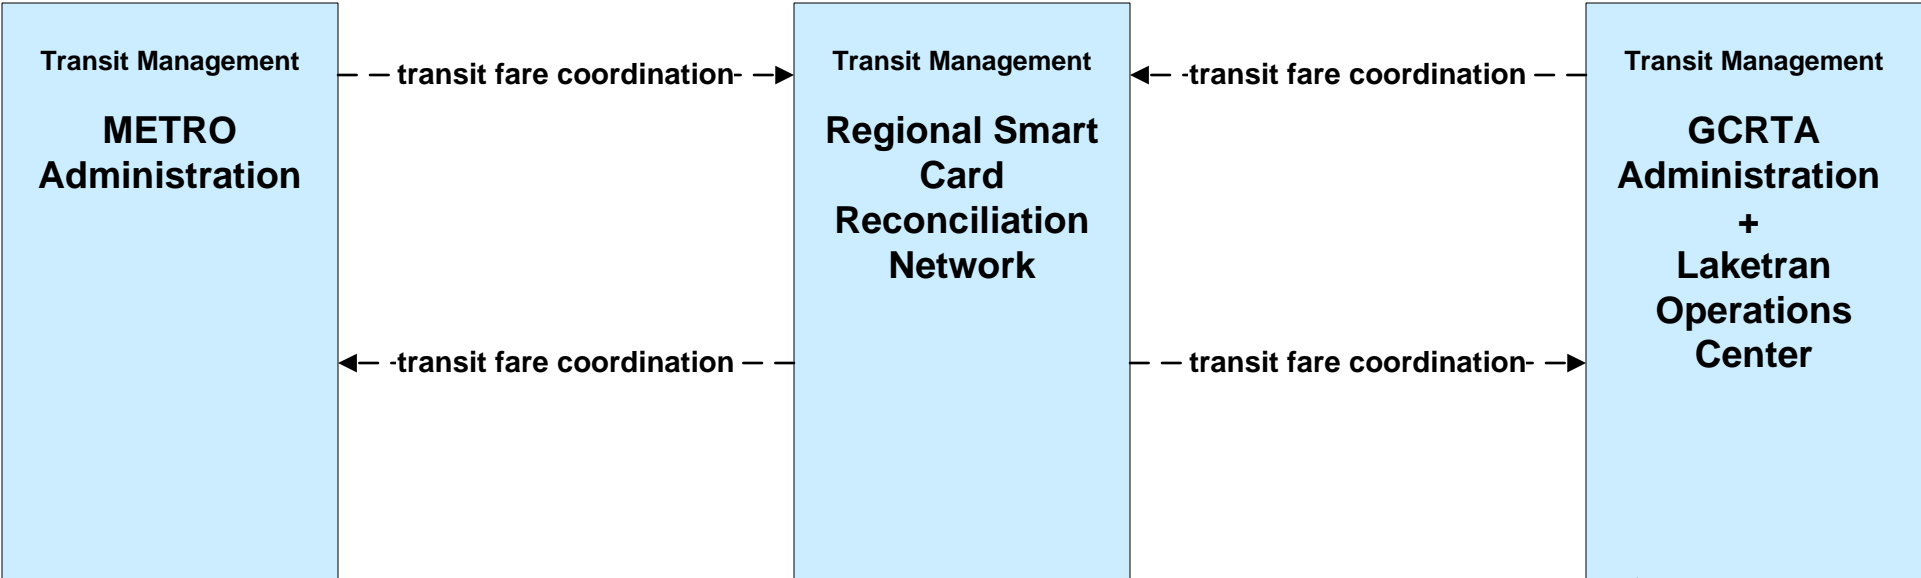 Transit Management
METRO
Administration
transit fare coordination
transit fare coordination
Transit Management
Regional Smart
Card
Reconciliation
Network
transit fare coordination
transit fare coordination
Transit Management
GCRTA
Administration
+
Laketran
Operations
Center